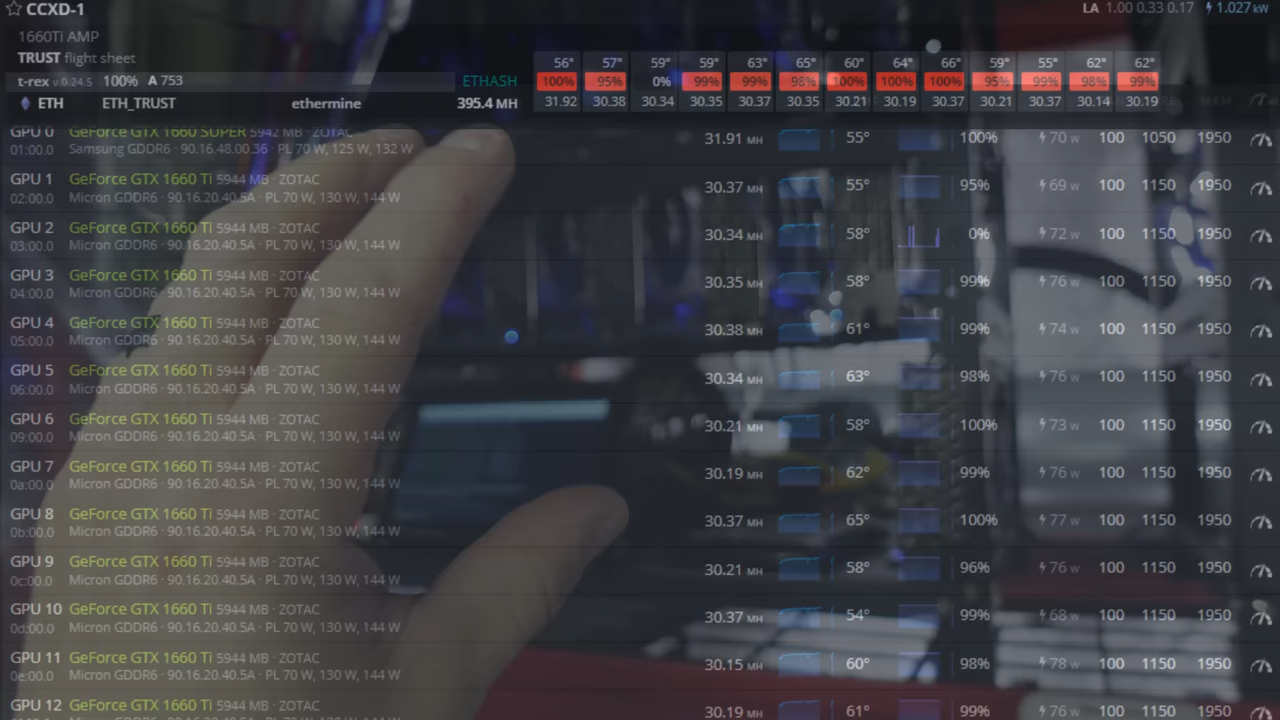 CCXD-1
LA 1.00 0.33 0.17 1.027 kW
1660Ti AMP
TRUST flight sheet
56° 57° 59° 59° 63° 65° 60° 64° 66° 59° 55° 62° 62°
t-rex v.0.24.5 100% A 753 ETHASH 100% 95% 0% 99% 99% 98% 100% 100% 100% 95% 99% 98% 99%
ETH ETH_TRUST ethermine 395.4 MH 31.92 30.38 30.34 30.35 30.37 30.35 30.21 30.19 30.37 30.21 30.37 30.14 30.19 MEM
GPU 0 GeForce GTX 1660 SUPER 5942 MB · ZOTAC 31.91 MH 55° 100% 70 W 100 1050 1950
01:00.0 Samsung GDDR6 · 90.16.48.00.36 · PL 70 W, 125 W, 132 W
GPU 1 GeForce GTX 1660 Ti 5944 MB · ZOTAC 30.37 MH 55° 95% 69 W 100 1150 1950
02:00.0 Micron GDDR6 · 90.16.20.40.5A · PL 70 W, 130 W, 144 W
GPU 2 GeForce GTX 1660 Ti 5944 MB · ZOTAC 30.34 MH 58° 0% 72 W 100 1150 1950
03:00.0 Micron GDDR6 · 90.16.20.40.5A · PL 70 W, 130 W, 144 W
GPU 3 GeForce GTX 1660 Ti 5944 MB · ZOTAC 30.35 MH 58° 99% 76 W 100 1150 1950
04:00.0 Micron GDDR6 · 90.16.20.40.5A · PL 70 W, 130 W, 144 W
GPU 4 GeForce GTX 1660 Ti 5944 MB · ZOTAC 30.38 MH 61° 99% 74 W 100 1150 1950
05:00.0 Micron GDDR6 · 90.16.20.40.5A · PL 70 W, 130 W, 144 W
GPU 5 GeForce GTX 1660 Ti 5944 MB · ZOTAC 30.34 MH 63° 98% 76 W 100 1150 1950
06:00.0 Micron GDDR6 · 90.16.20.40.5A · PL 70 W, 130 W, 144 W
GPU 6 GeForce GTX 1660 Ti 5944 MB · ZOTAC 30.21 MH 58° 100% 73 W 100 1150 1950
09:00.0 Micron GDDR6 · 90.16.20.40.5A · PL 70 W, 130 W, 144 W
GPU 7 GeForce GTX 1660 Ti 5944 MB · ZOTAC 30.19 MH 62° 99% 76 W 100 1150 1950
0a:00.0 Micron GDDR6 · 90.16.20.40.5A · PL 70 W, 130 W, 144 W
GPU 8 GeForce GTX 1660 Ti 5944 MB · ZOTAC 30.37 MH 65° 100% 77 W 100 1150 1950
0b:00.0 Micron GDDR6 · 90.16.20.40.5A · PL 70 W, 130 W, 144 W
GPU 9 GeForce GTX 1660 Ti 5944 MB · ZOTAC 30.21 MH 58° 96% 76 W 100 1150 1950
0c:00.0 Micron GDDR6 · 90.16.20.40.5A · PL 70 W, 130 W, 144 W
GPU 10 GeForce GTX 1660 Ti 5944 MB · ZOTAC 30.37 MH 54° 99% 68 W 100 1150 1950
0d:00.0 Micron GDDR6 · 90.16.20.40.5A · PL 70 W, 130 W, 144 W
GPU 11 GeForce GTX 1660 Ti 5944 MB · ZOTAC 30.15 MH 60° 98% 78 W 100 1150 1950
0e:00.0 Micron GDDR6 · 90.16.20.40.5A · PL 70 W, 130 W, 144 W
GPU 12 GeForce GTX 1660 Ti 5944 MB · ZOTAC 30.19 MH 61° 99% 76 W 100 1150 1950